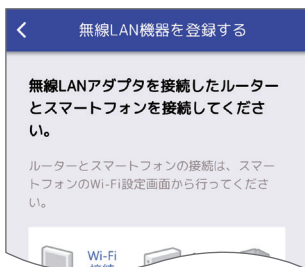 無線LAN機器を登録する
無線LANアダプタを接続したルーター
とスマートフォンを接続してくださ
い。
ルーターとスマートフォンの接続は、スマー
トフォンのWi-Fi設定画面から行ってくださ
い。
Wi-Fi
接続